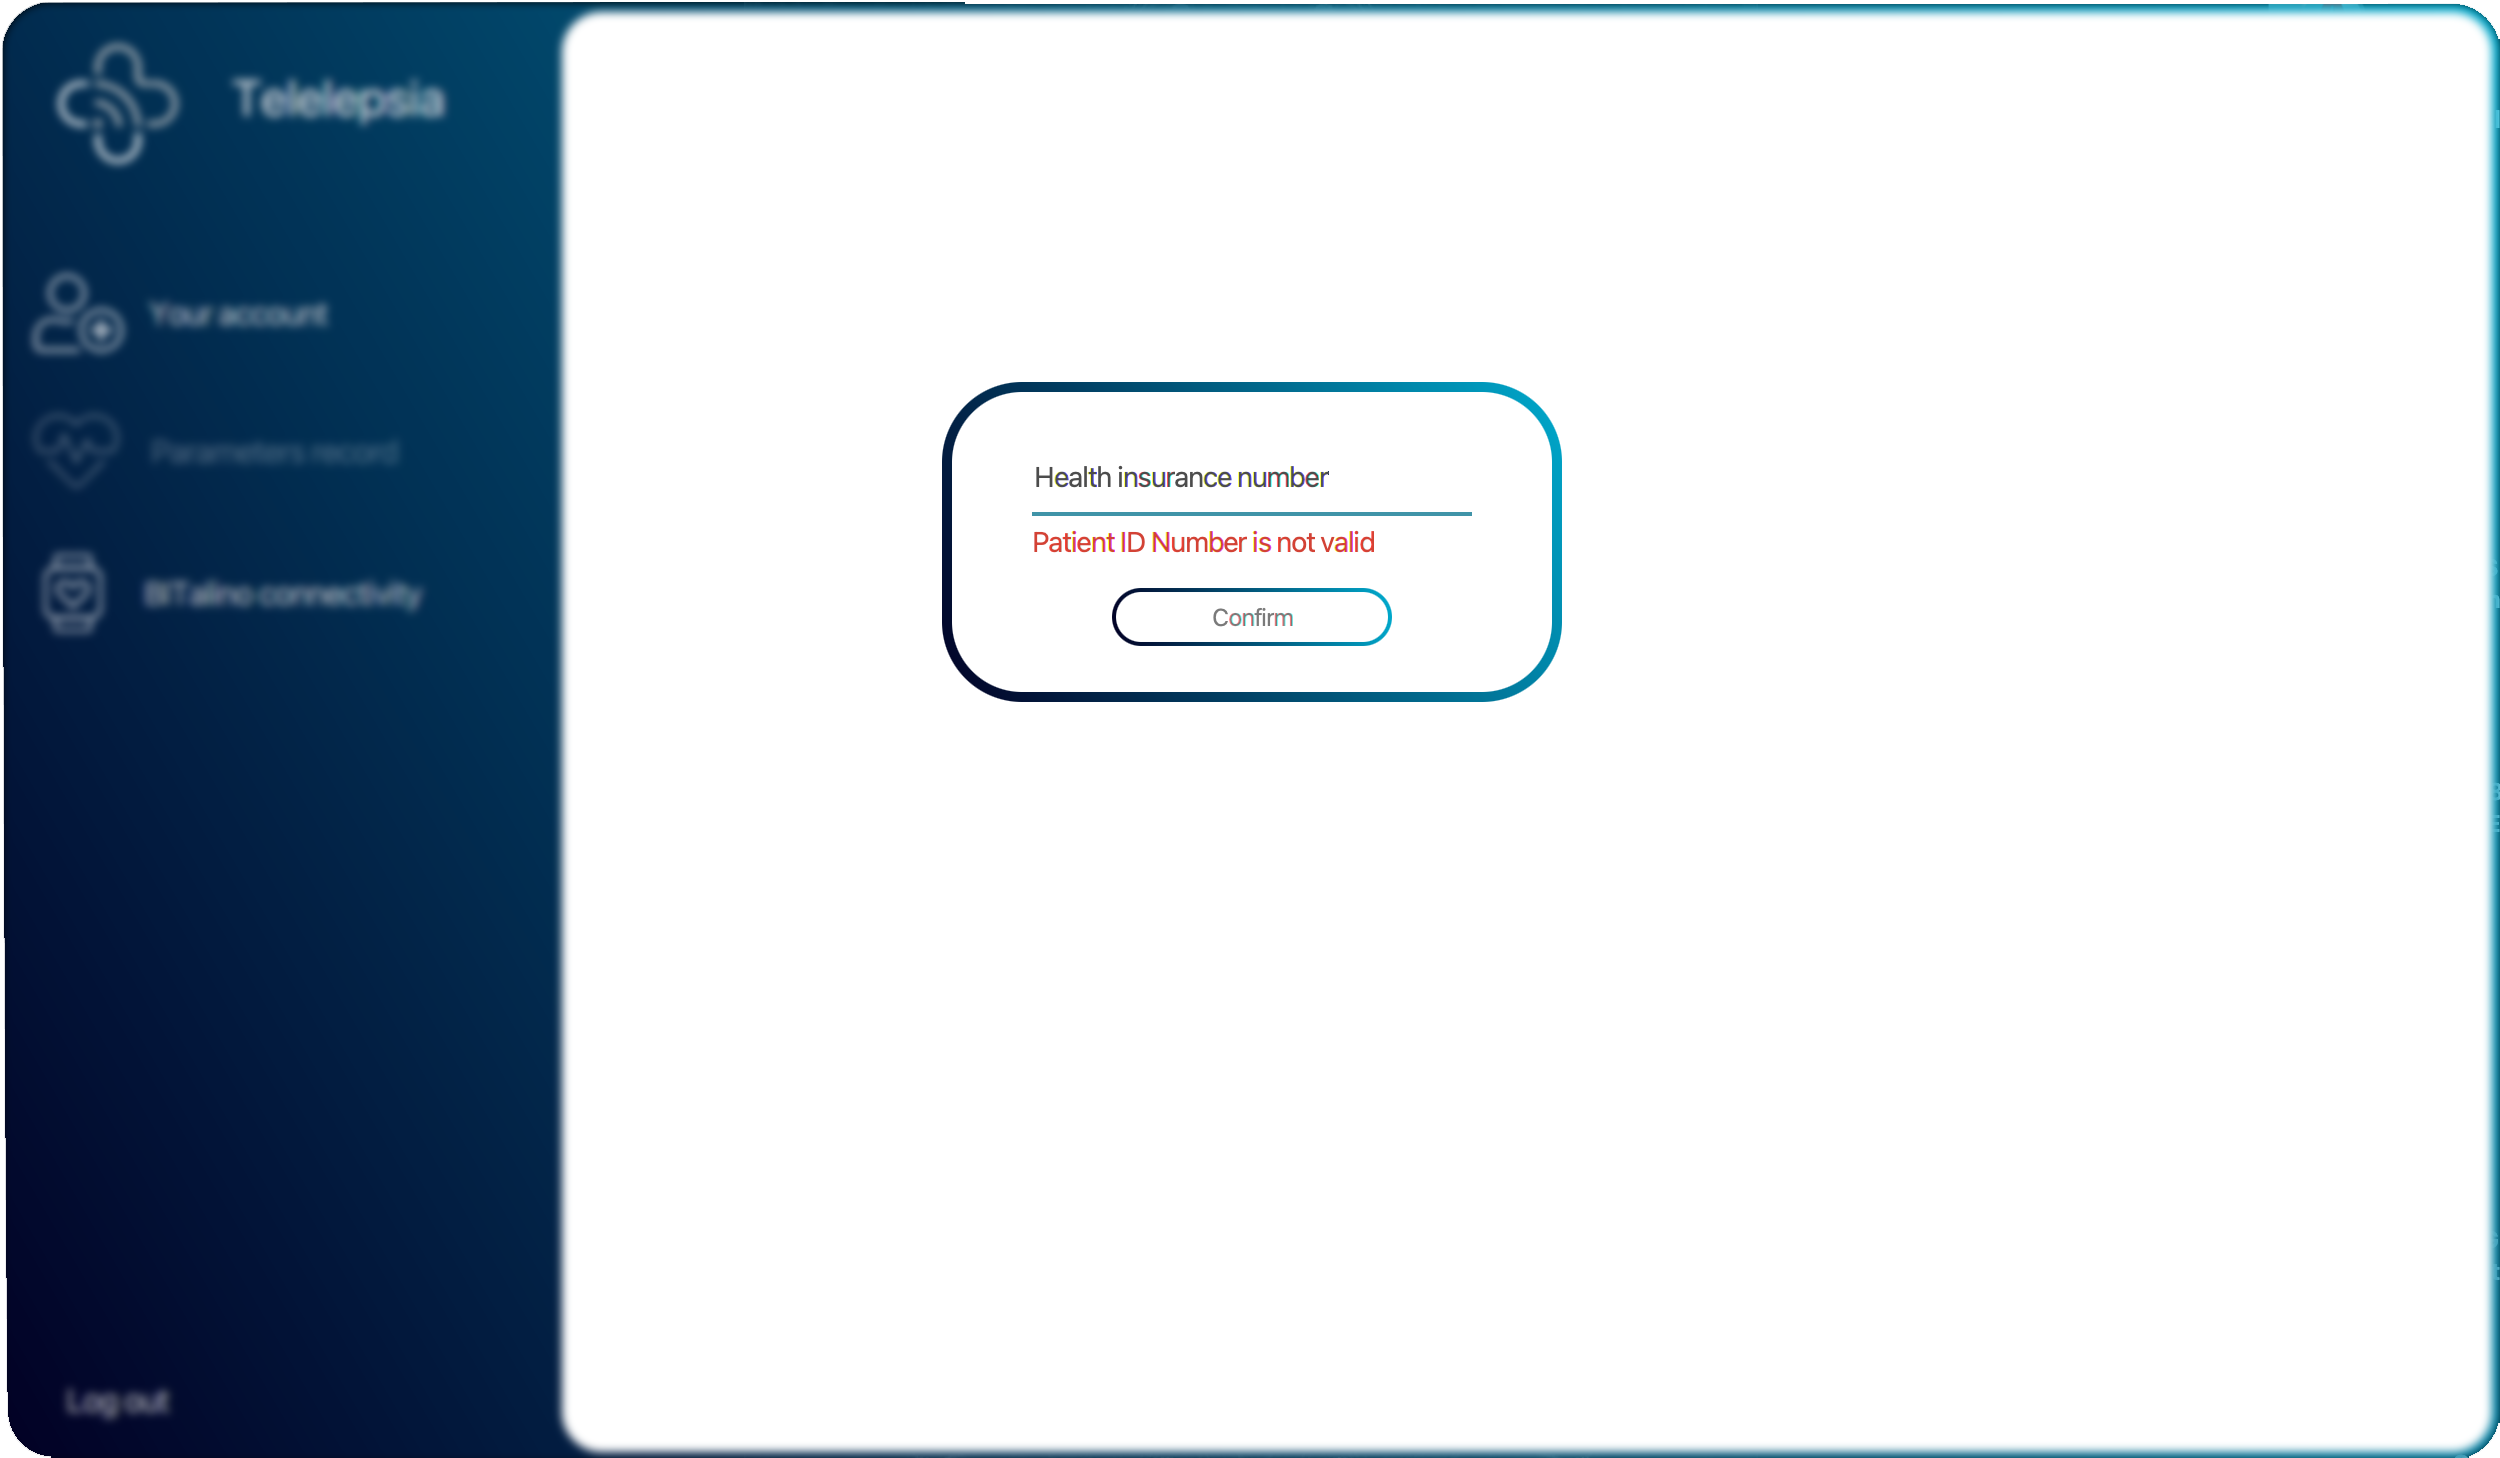 Telelepsia
Your account
Parameters record
BITalino connectivity
Health insurance number
Patient ID Number is not valid
Confirm
Log out